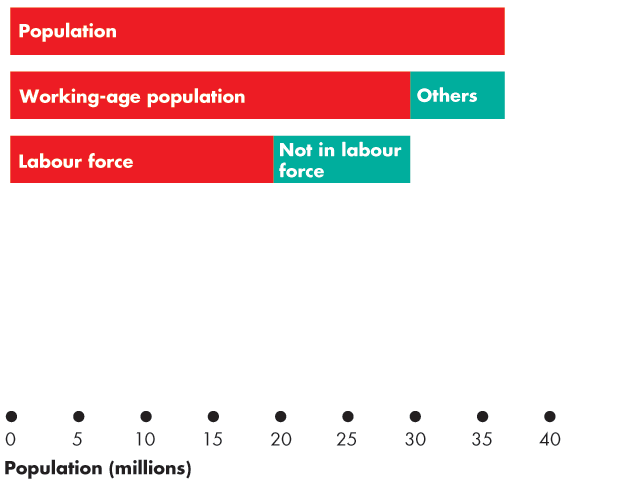 Population
Working-age population
Others
Labour force
Not in labour
force
0 5 10 15 20 25 30 35 40
Population (millions)